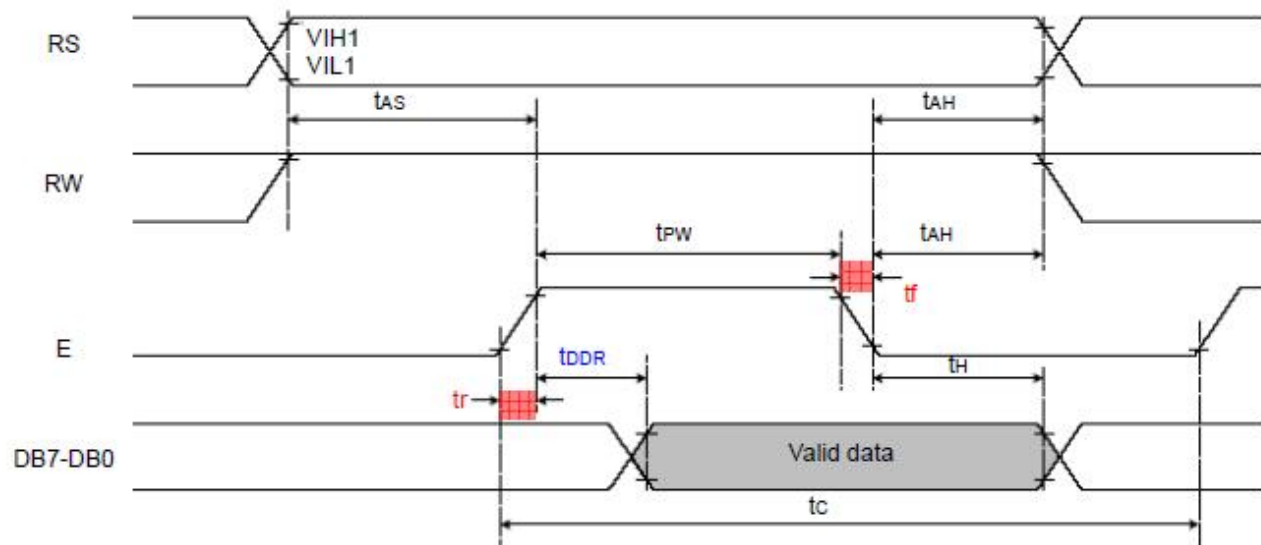 RS
VIH1
VIL1
tAS
tAH
RW
tPW
tAH
tf
E
tDDR
tH
tr
DB7-DB0
Valid data
tC